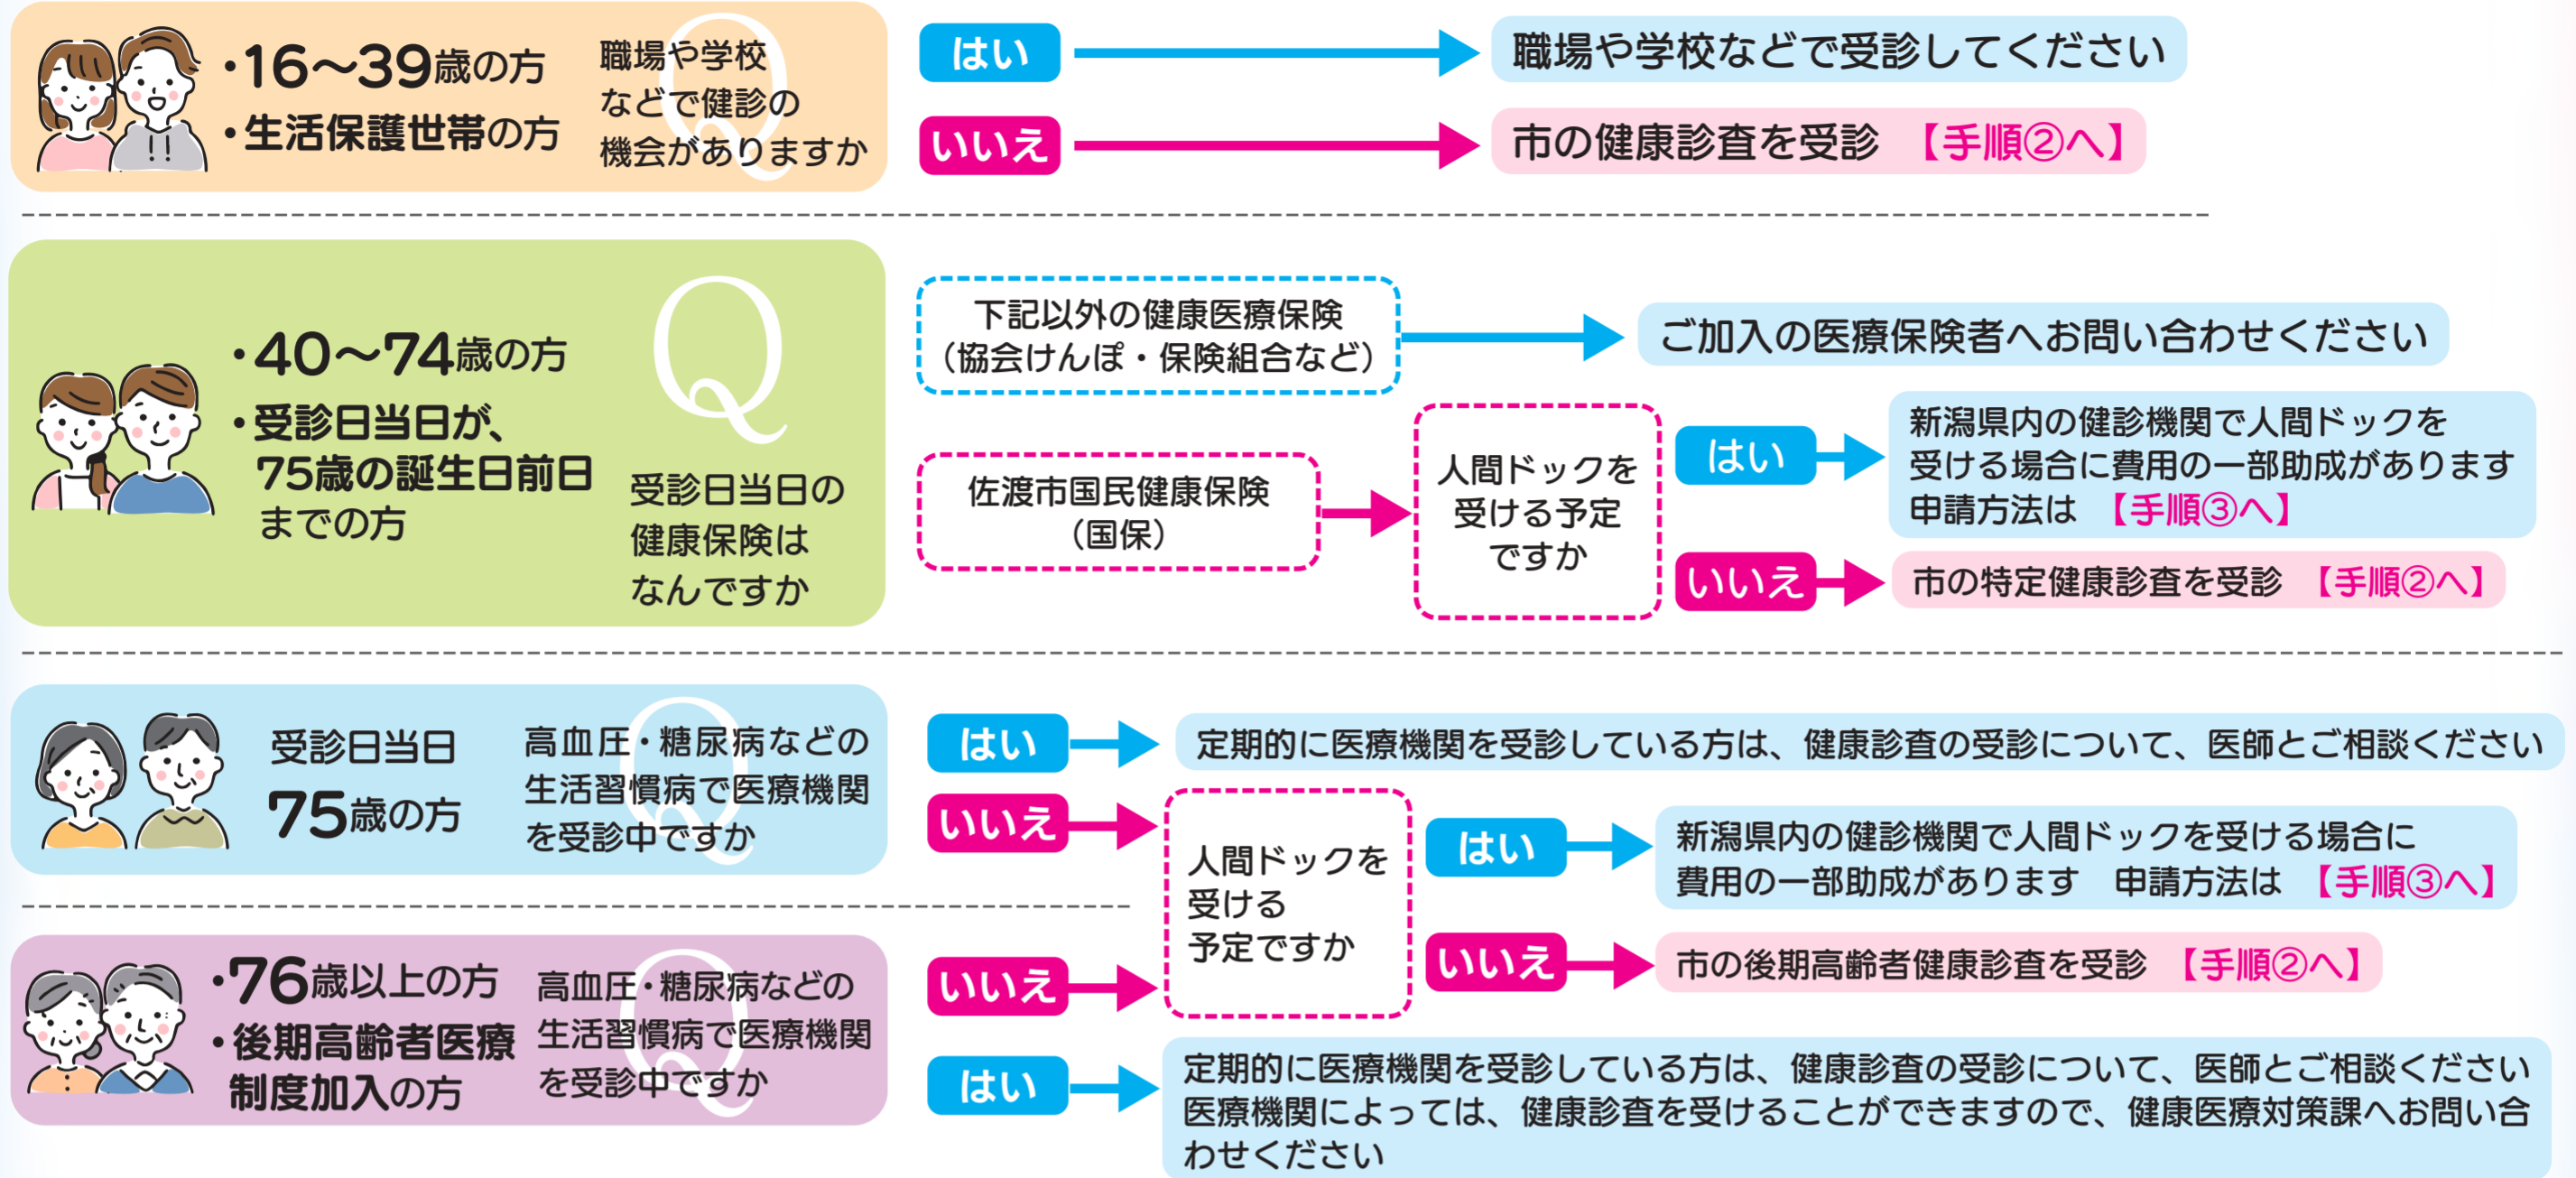 ・16〜39歳の方
・生活保護世帯の方
Q
職場や学校
などで健診の
機会がありますか
はい
職場や学校などで受診してください
いいえ
市の健康診査を受診 【手順②へ】
・40〜74歳の方
・受診日当日が、
75歳の誕生日前日
までの方
Q
受診日当日の
健康保険は
なんですか
下記以外の健康医療保険
（協会けんぽ・保険組合など）
ご加入の医療保険者へお問い合わせください
佐渡市国民健康保険
（国保）
人間ドックを
受ける予定
ですか
はい
新潟県内の健診機関で人間ドックを
受ける場合に費用の一部助成があります
申請方法は 【手順③へ】
いいえ
市の特定健康診査を受診 【手順②へ】
受診日当日
75歳の方
Q
高血圧・糖尿病などの
生活習慣病で医療機関
を受診中ですか
はい
定期的に医療機関を受診している方は、健康診査の受診について、医師とご相談ください
いいえ
人間ドックを
受ける
予定ですか
はい
新潟県内の健診機関で人間ドックを受ける場合に
費用の一部助成があります 申請方法は 【手順③へ】
いいえ
市の後期高齢者健康診査を受診 【手順②へ】
・76歳以上の方
・後期高齢者医療
制度加入の方
Q
高血圧・糖尿病などの
生活習慣病で医療機関
を受診中ですか
いいえ
はい
定期的に医療機関を受診している方は、健康診査の受診について、医師とご相談ください
医療機関によっては、健康診査を受けることができますので、健康医療対策課へお問い合
わせください